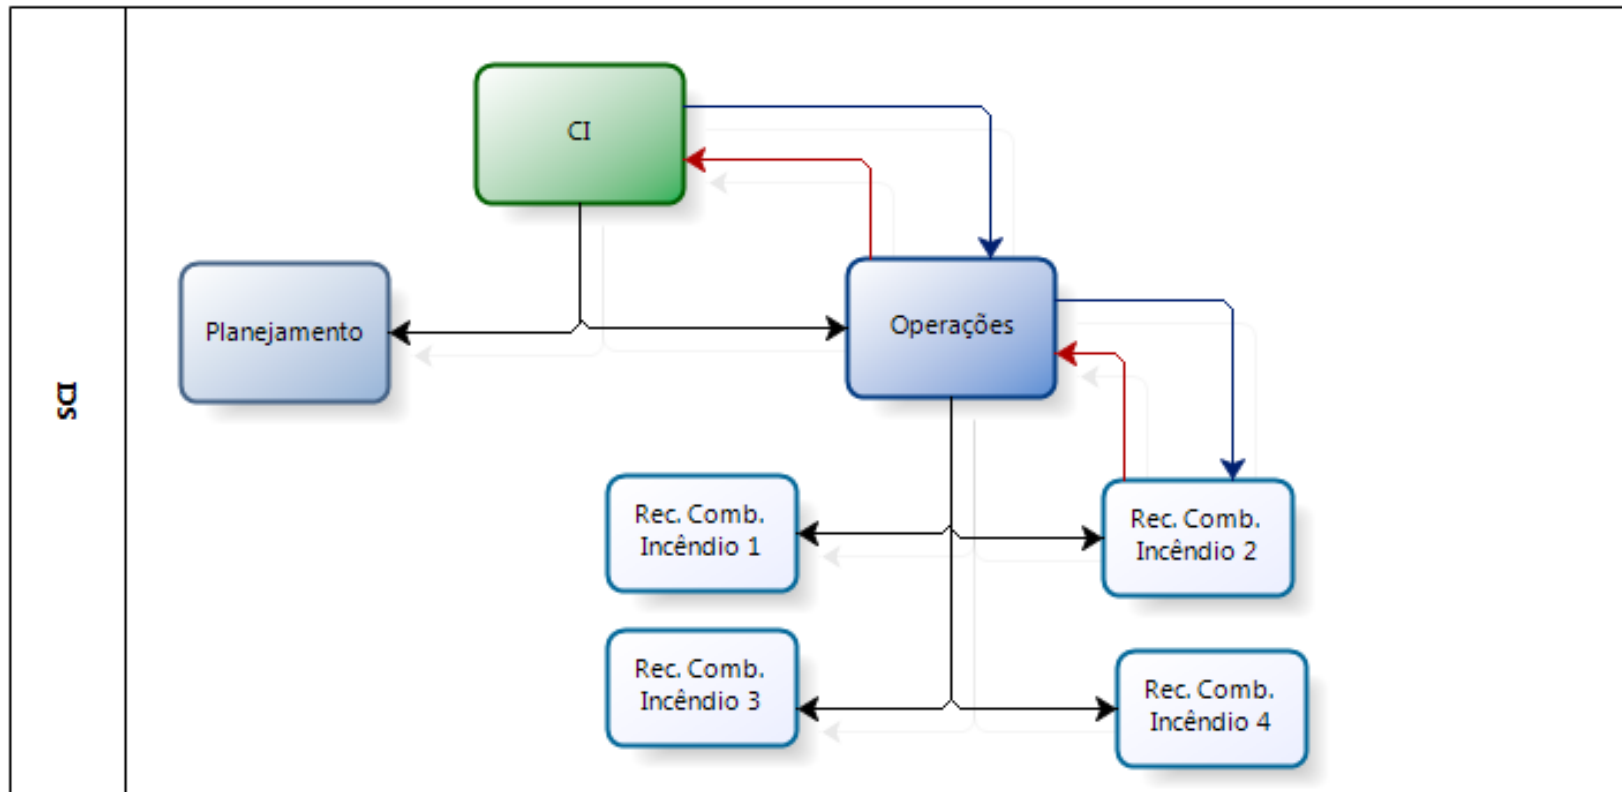 SCI
CI
Planejamento
Operações
Rec. Comb.
Incêndio 1
Rec. Comb.
Incêndio 2
Rec. Comb.
Incêndio 3
Rec. Comb.
Incêndio 4